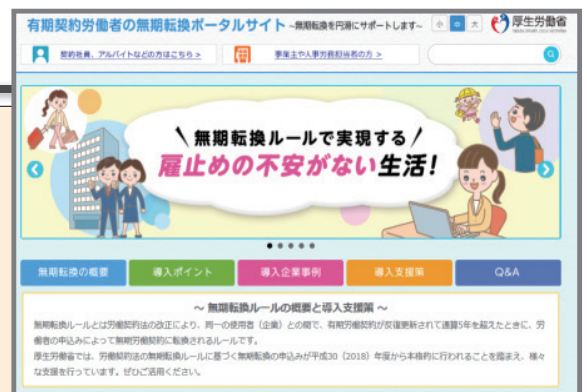 有期契約労働者の無期転換ポータルサイト ~無期転換を円滑にサポートします~ 小 中 大 厚生労働省
契約社員、アルバイトなどの方はこちら > 事業主や人事労務担当者の方 >
無期転換ルールで実現する
雇止めの不安がない生活!
無期転換の概要 導入ポイント 導入企業事例 導入支援策 Q&A
~ 無期転換ルールの概要と導入支援策 ~
無期転換ルールとは労働契約法の改正により、同一の使用者(企業)との間で、有期労働契約が反復更新されて通算5年を超えたときに、労
働者の申込みによって無期労働契約に転換されるルールです。
厚生労働省では、労働契約法の無期転換ルールに基づく無期転換の申込みが平成30(2018)年度から本格的に行われることを踏まえ、様々
な支援を行っています。ぜひご活用ください。